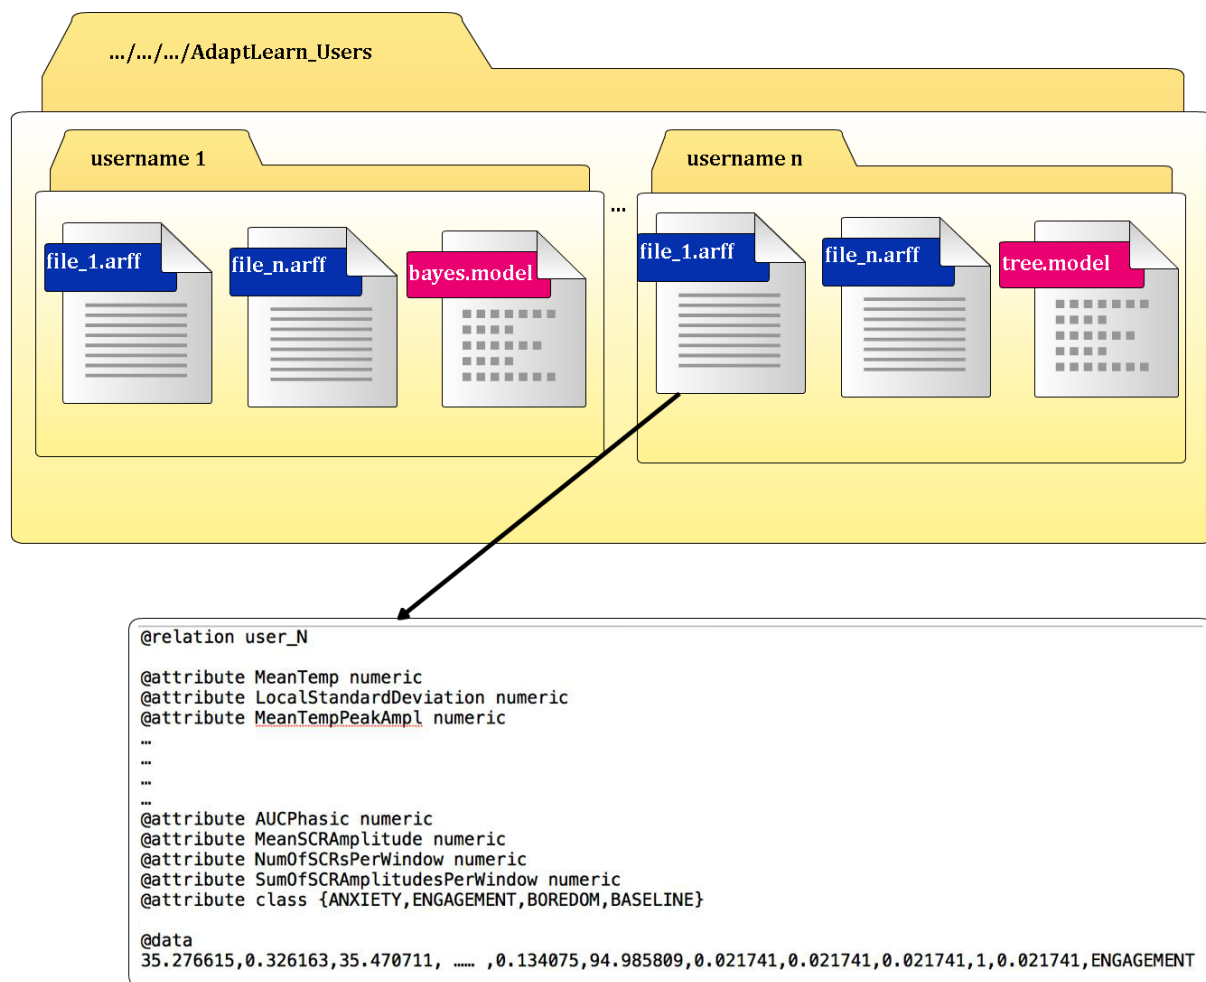 .../.../.../AdaptLearn_Users
username 1
file_1.arff
file_n.arff
bayes.model
...
username n
file_1.arff
file_n.arff
tree.model
@relation user_N
@attribute MeanTemp numeric
@attribute LocalStandardDeviation numeric
@attribute MeanTempPeakAmpl numeric
…
…
…
…
@attribute AUCPhasic numeric
@attribute MeanSCRAmplitude numeric
@attribute NumOfSCRsPerWindow numeric
@attribute SumOfSCRAmplitudesPerWindow numeric
@attribute class {ANXIETY,ENGAGEMENT,BOREDOM,BASELINE}
@data
35.276615,0.326163,35.470711, …… ,0.134075,94.985809,0.021741,0.021741,0.021741,1,0.021741,ENGAGEMENT